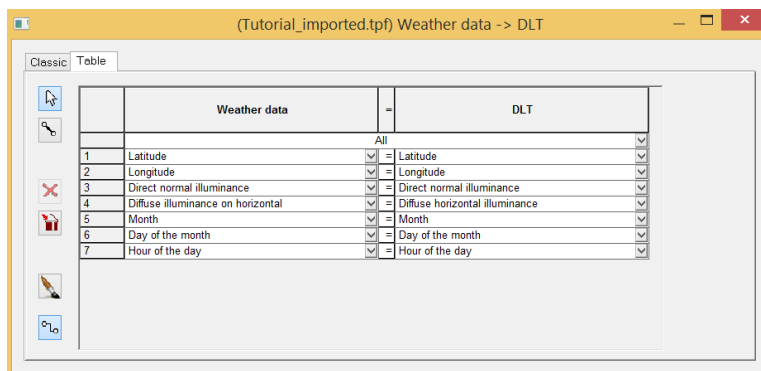 (Tutorial_imported.tpf) Weather data -> DLT
Classic Table
Weather data = DLT
All
1 Latitude = Latitude
2 Longitude = Longitude
3 Direct normal illuminance = Direct normal illuminance
4 Diffuse illuminance on horizontal = Diffuse horizontal illuminance
5 Month = Month
6 Day of the month = Day of the month
7 Hour of the day = Hour of the day